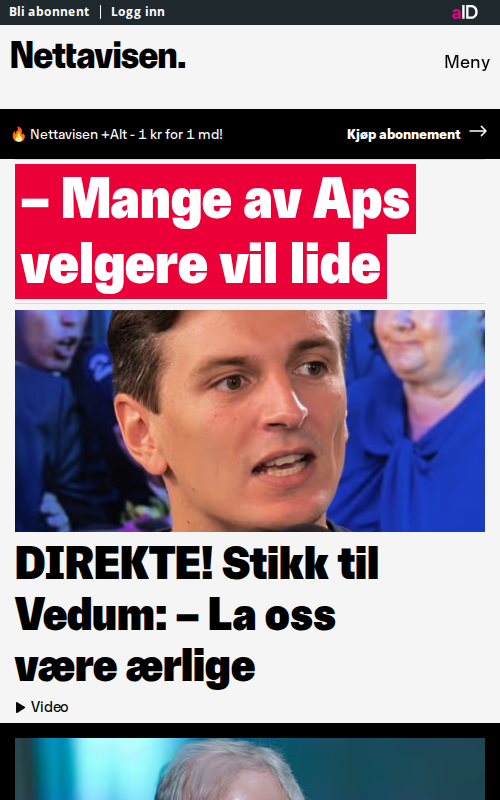 Bli abonnent | Logg inn
aID
Nettavisen.
Meny
🔥 Nettavisen +Alt - 1 kr for 1 md!
Kjøp abonnement →
– Mange av Aps
velgere vil lide
DIREKTE! Stikk til
Vedum: – La oss
være ærlige
Video